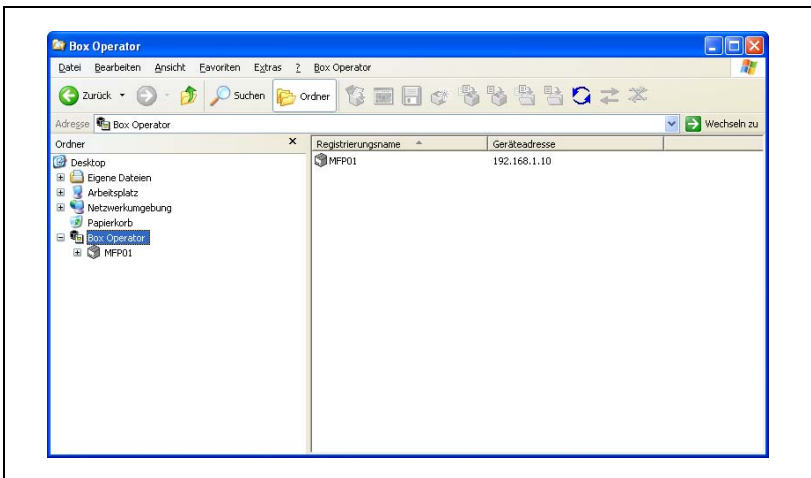 Box Operator
Datei Bearbeiten Ansicht Favoriten Extras ? Box Operator
Zurück Suchen Ordner
Adresse Box Operator Wechseln zu
Ordner x Registrierungsname Geräteadresse
Desktop MFP01 192.168.1.10
Eigene Dateien
Arbeitsplatz
Netzwerkumgebung
Papierkorb
Box Operator
MFP01